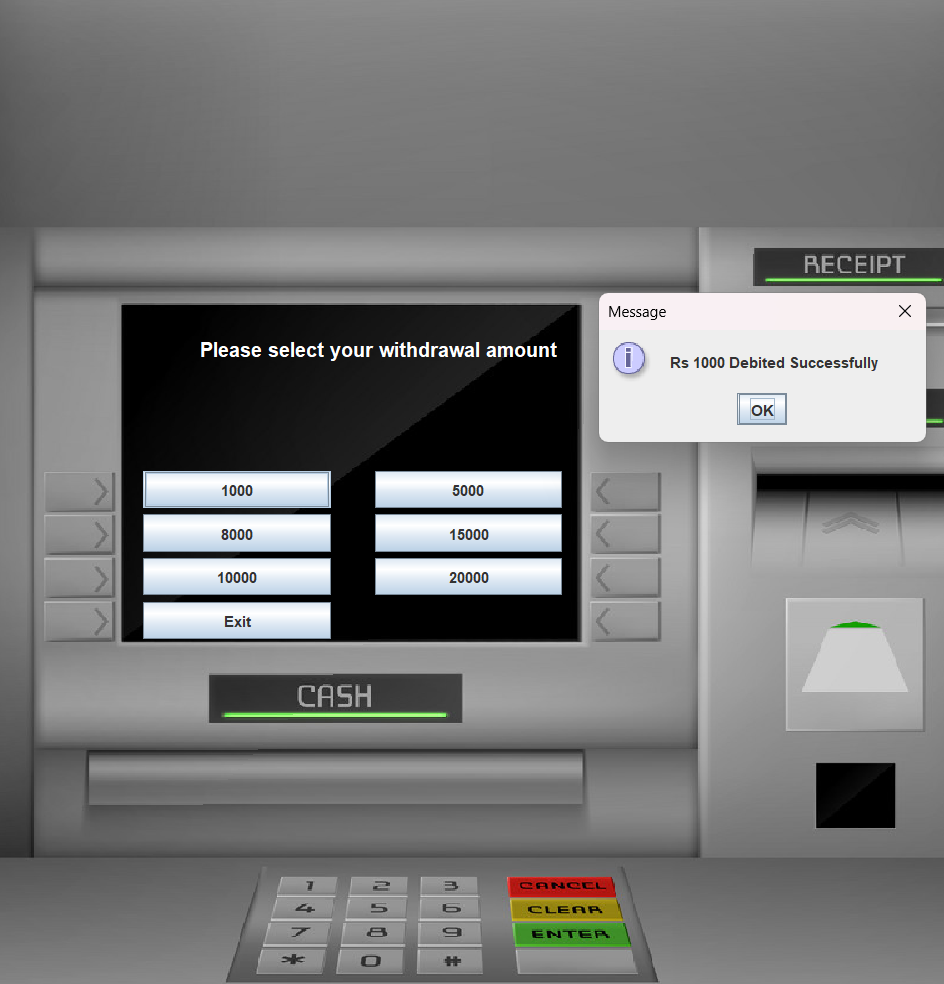 RECEIPT
Message
Rs 1000 Debited Successfully
OK
Please select your withdrawal amount
1000
5000
8000
15000
10000
20000
Exit
CASH
1 2 3 CANCEL
4 5 6 CLEAR
7 8 9 ENTER
* 0 #